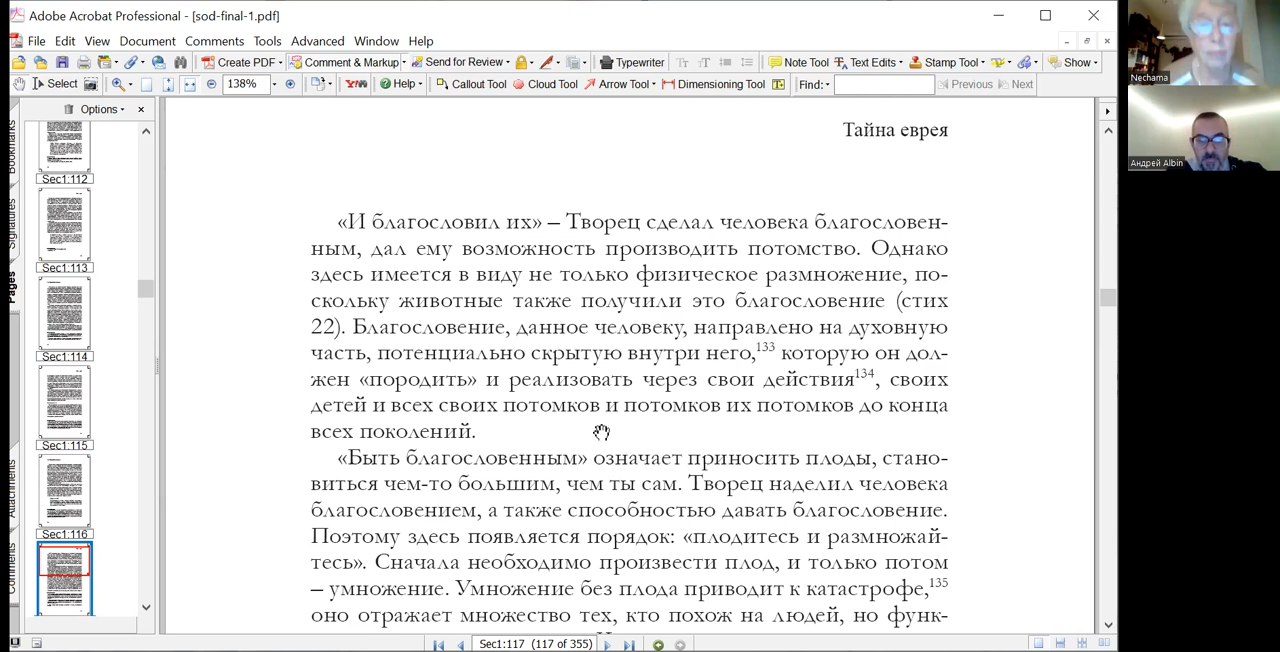 Adobe Acrobat Professional - [sod-final-1.pdf]
File Edit View Document Comments Tools Advanced Window Help
Create PDF Comment & Markup Send for Review Typewriter Note Tool Text Edits Stamp Tool Show
Select 138% Help Callout Tool Cloud Tool Arrow Tool Dimensioning Tool Find: Previous Next
Options
Bookmarks
Signatures
Pages
Attachments
Comments
Sec1:112
Sec1:113
Sec1:114
Sec1:115
Sec1:116
Тайна еврея
«И благословил их» – Творец сделал человека благословен-
ным, дал ему возможность производить потомство. Однако
здесь имеется в виду не только физическое размножение, по-
скольку животные также получили это благословение (стих
22). Благословение, данное человеку, направлено на духовную
часть, потенциально скрытую внутри него,133 которую он дол-
жен «породить» и реализовать через свои действия134, своих
детей и всех своих потомков и потомков их потомков до конца
всех поколений.
«Быть благословенным» означает приносить плоды, стано-
виться чем-то большим, чем ты сам. Творец наделил человека
благословением, а также способностью давать благословение.
Поэтому здесь появляется порядок: «плодитесь и размножай-
тесь». Сначала необходимо произвести плод, и только потом
– умножение. Умножение без плода приводит к катастрофе,135
оно отражает множество тех, кто похож на людей, но функ-
Sec1:117 (117 of 355)
Nechama
Андрей Albin